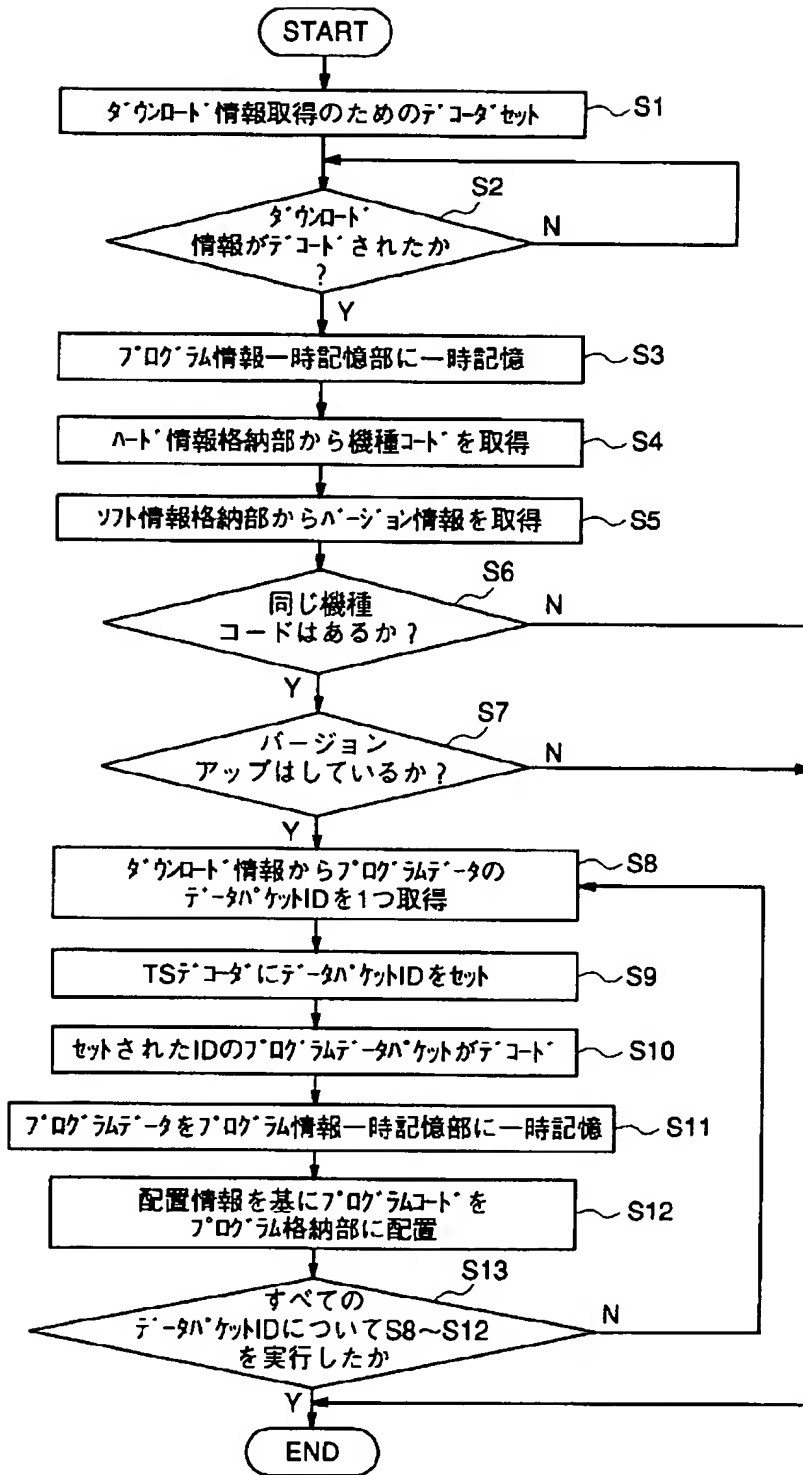 START
ダウンロード情報取得のためのデコーダセット
S1
S2
ダウンロード
情報がデコードされたか
?
N
Y
プログラム情報一時記憶部に一時記憶
S3
ハード情報格納部から機種コードを取得
S4
ソフト情報格納部からバージョン情報を取得
S5
S6
同じ機種
コードはあるか?
N
Y
S7
バージョン
アップはしているか?
N
Y
ダウンロード情報からプログラムデータの
データパケットIDを1つ取得
S8
TSデコーダにデータパケットIDをセット
S9
セットされたIDのプログラムデータパケットがデコード
S10
プログラムデータをプログラム情報一時記憶部に一時記憶
S11
配置情報を基にプログラムコードを
プログラム格納部に配置
S12
S13
すべての
データパケットIDについてS8~S12
を実行したか
N
Y
END